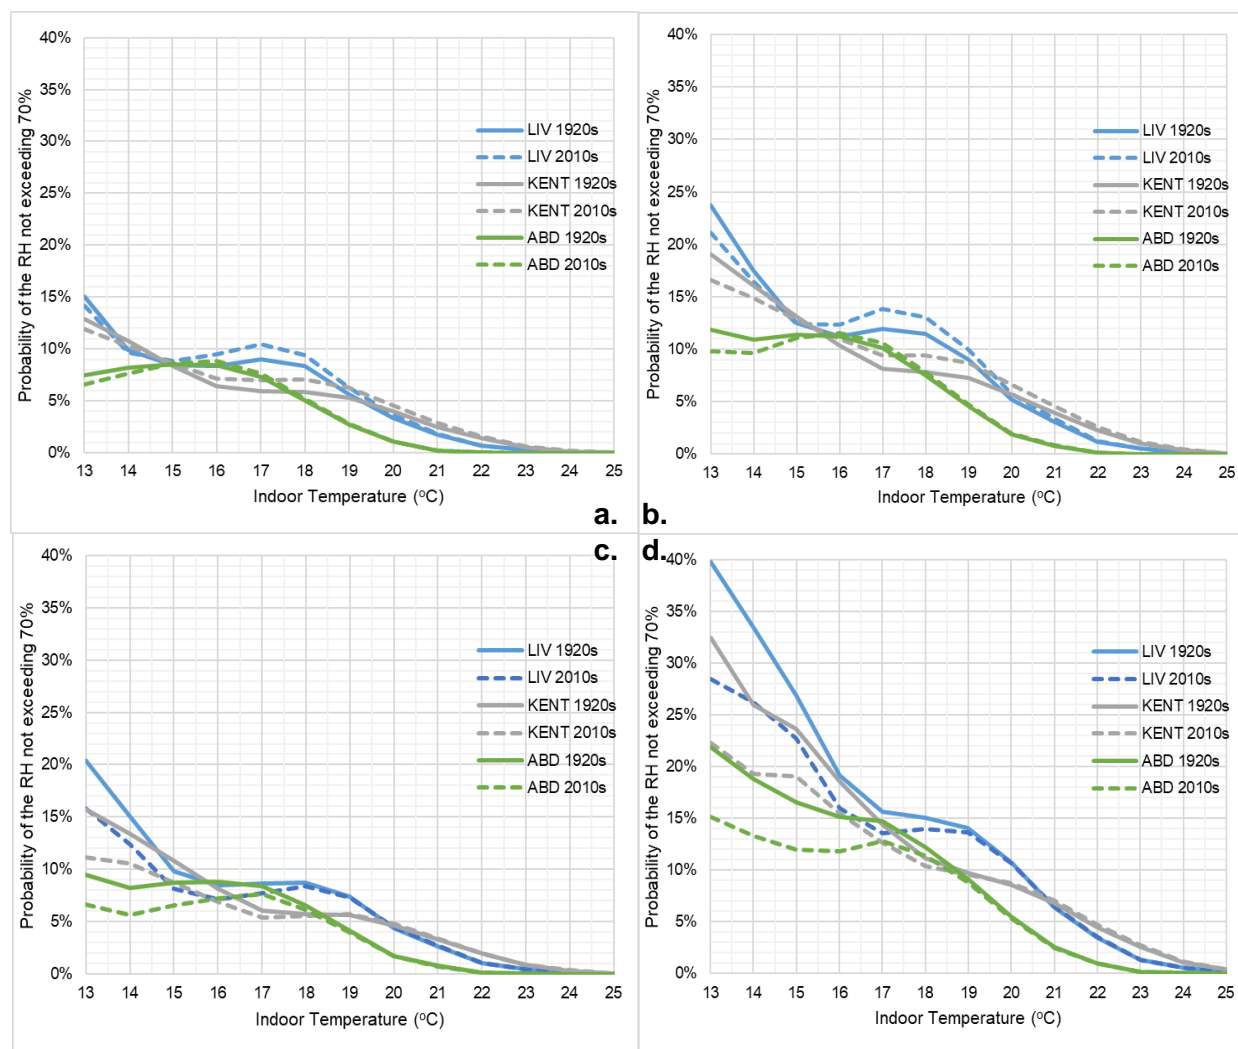 40%
35%
30%
25%
20%
15%
10%
5%
0%
Probability of the RH not exceeding 70%
LIV 1920s
LIV 2010s
KENT 1920s
KENT 2010s
ABD 1920s
ABD 2010s
13 14 15 16 17 18 19 20 21 22 23 24 25
Indoor Temperature (oC)
a.
40%
35%
30%
25%
20%
15%
10%
5%
0%
Probability of the RH not exceeding 70%
LIV 1920s
LIV 2010s
KENT 1920s
KENT 2010s
ABD 1920s
ABD 2010s
13 14 15 16 17 18 19 20 21 22 23 24 25
Indoor Temperature (oC)
b.
c.
40%
35%
30%
25%
20%
15%
10%
5%
0%
Probability of the RH not exceeding 70%
LIV 1920s
LIV 2010s
KENT 1920s
KENT 2010s
ABD 1920s
ABD 2010s
13 14 15 16 17 18 19 20 21 22 23 24 25
Indoor Temperature (oC)
d.
40%
35%
30%
25%
20%
15%
10%
5%
0%
Probability of the RH not exceeding 70%
LIV 1920s
LIV 2010s
KENT 1920s
KENT 2010s
ABD 1920s
ABD 2010s
13 14 15 16 17 18 19 20 21 22 23 24 25
Indoor Temperature (oC)